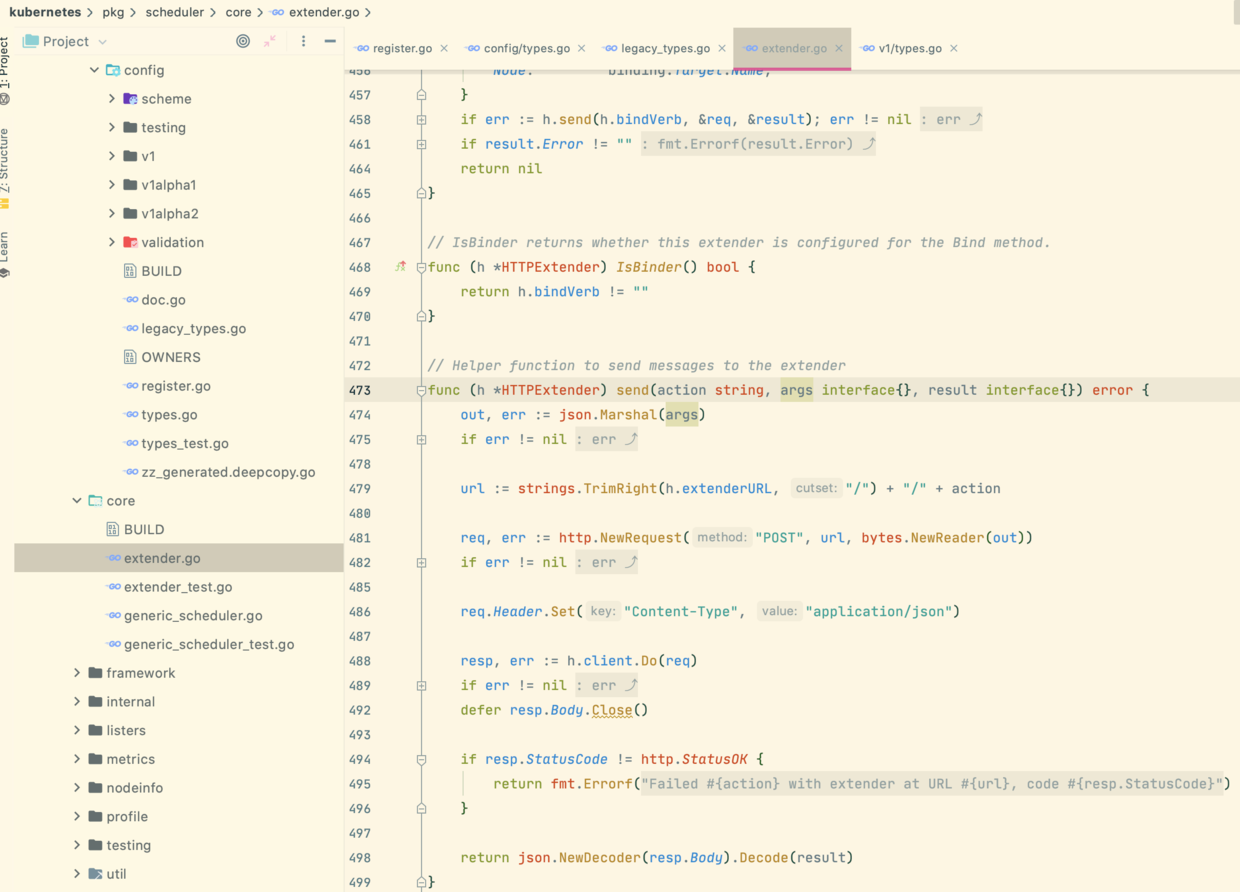 kubernetes > pkg > scheduler > core > extender.go >
1: Project
7: Structure
Learn
Project
config
scheme
testing
v1
v1alpha1
v1alpha2
validation
BUILD
doc.go
legacy_types.go
OWNERS
register.go
types.go
types_test.go
zz_generated.deepcopy.go
core
BUILD
extender.go
extender_test.go
generic_scheduler.go
generic_scheduler_test.go
framework
internal
listers
metrics
nodeinfo
profile
testing
util
register.go config/types.go legacy_types.go extender.go v1/types.go
456 Node: binding.Target.Name,
457 }
458 if err := h.send(h.bindVerb, &req, &result); err != nil : err
461 if result.Error != "" : fmt.Errorf(result.Error)
464 return nil
465 }
466
467 // IsBinder returns whether this extender is configured for the Bind method.
468 func (h *HTTPExtender) IsBinder() bool {
469 return h.bindVerb != ""
470 }
471
472 // Helper function to send messages to the extender
473 func (h *HTTPExtender) send(action string, args interface{}, result interface{}) error {
474 out, err := json.Marshal(args)
475 if err != nil : err
478
479 url := strings.TrimRight(h.extenderURL, cutset: "/") + "/" + action
480
481 req, err := http.NewRequest( method: "POST", url, bytes.NewReader(out))
482 if err != nil : err
485
486 req.Header.Set( key: "Content-Type", value: "application/json")
487
488 resp, err := h.client.Do(req)
489 if err != nil : err
492 defer resp.Body.Close()
493
494 if resp.StatusCode != http.StatusOK {
495 return fmt.Errorf("Failed #{action} with extender at URL #{url}, code #{resp.StatusCode}")
496 }
497
498 return json.NewDecoder(resp.Body).Decode(result)
499 }